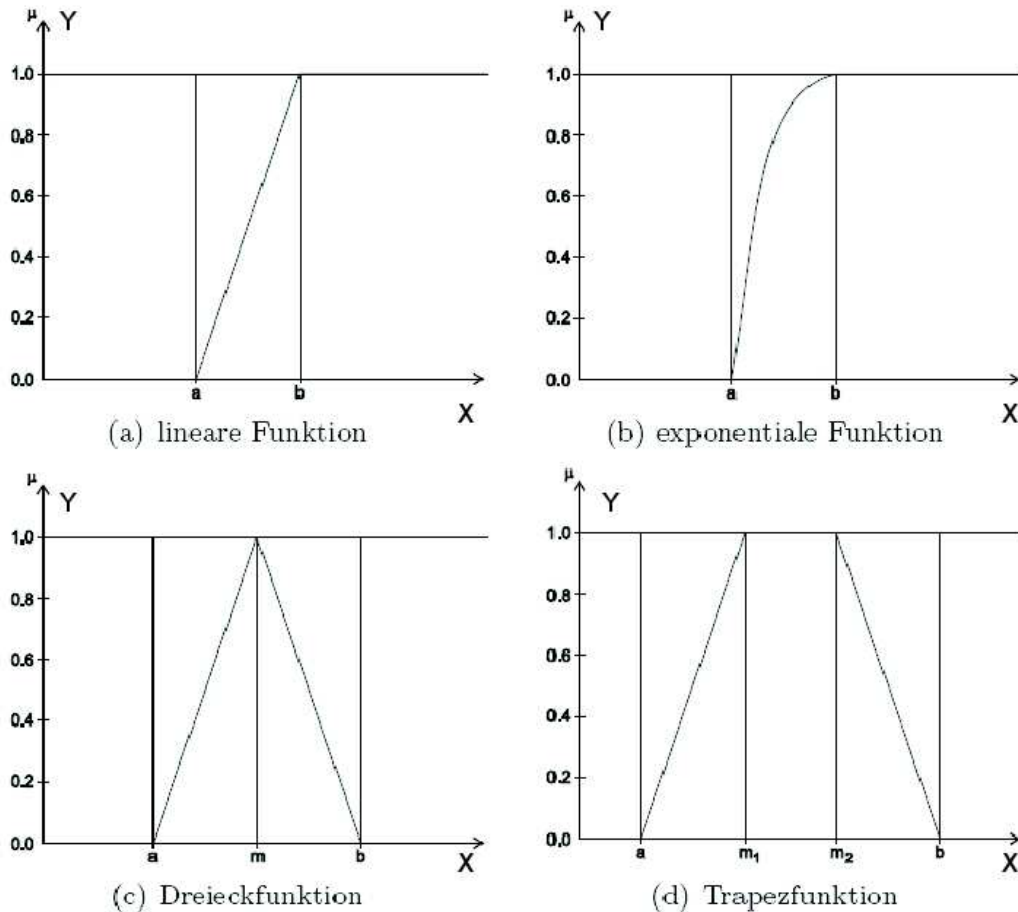 μ Y
1.0
0.8
0.6
0.4
0.2
0.0
a b
X
(a) lineare Funktion
μ Y
1.0
0.8
0.6
0.4
0.2
0.0
a b
X
(b) exponentiale Funktion
μ Y
1.0
0.8
0.6
0.4
0.2
0.0
a m b
X
(c) Dreieckfunktion
μ Y
1.0
0.8
0.6
0.4
0.2
0.0
a m₁ m₂ b
X
(d) Trapezfunktion